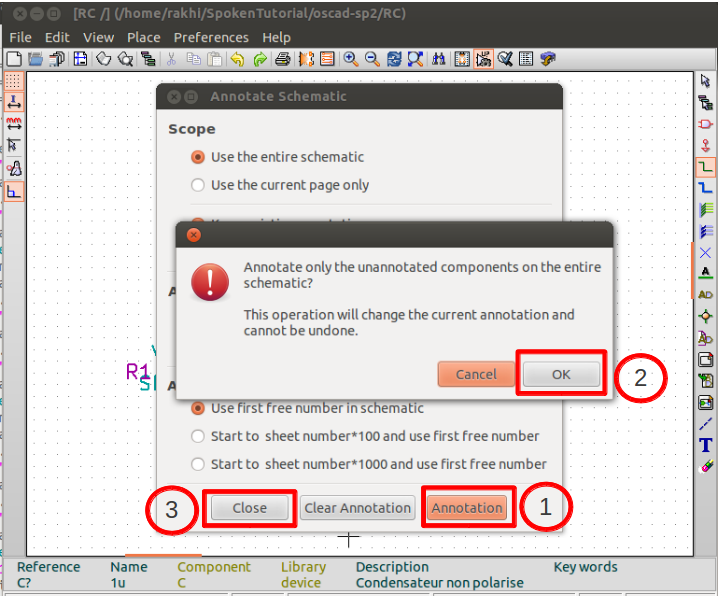 [RC /] (/home/rakhi/SpokenTutorial/oscad-sp2/RC)
File Edit View Place Preferences Help
Annotate Schematic
Scope
Use the entire schematic
Use the current page only
Annotate only the unannotated components on the entire
schematic?
This operation will change the current annotation and
cannot be undone.
Cancel OK
2
R1
A
A
Use first free number in schematic
Start to sheet number*100 and use first free number
Start to sheet number*1000 and use first free number
3 Close Clear Annotation Annotation 1
Reference Name Component Library Description Key words
C? 1u C device Condensateur non polarise